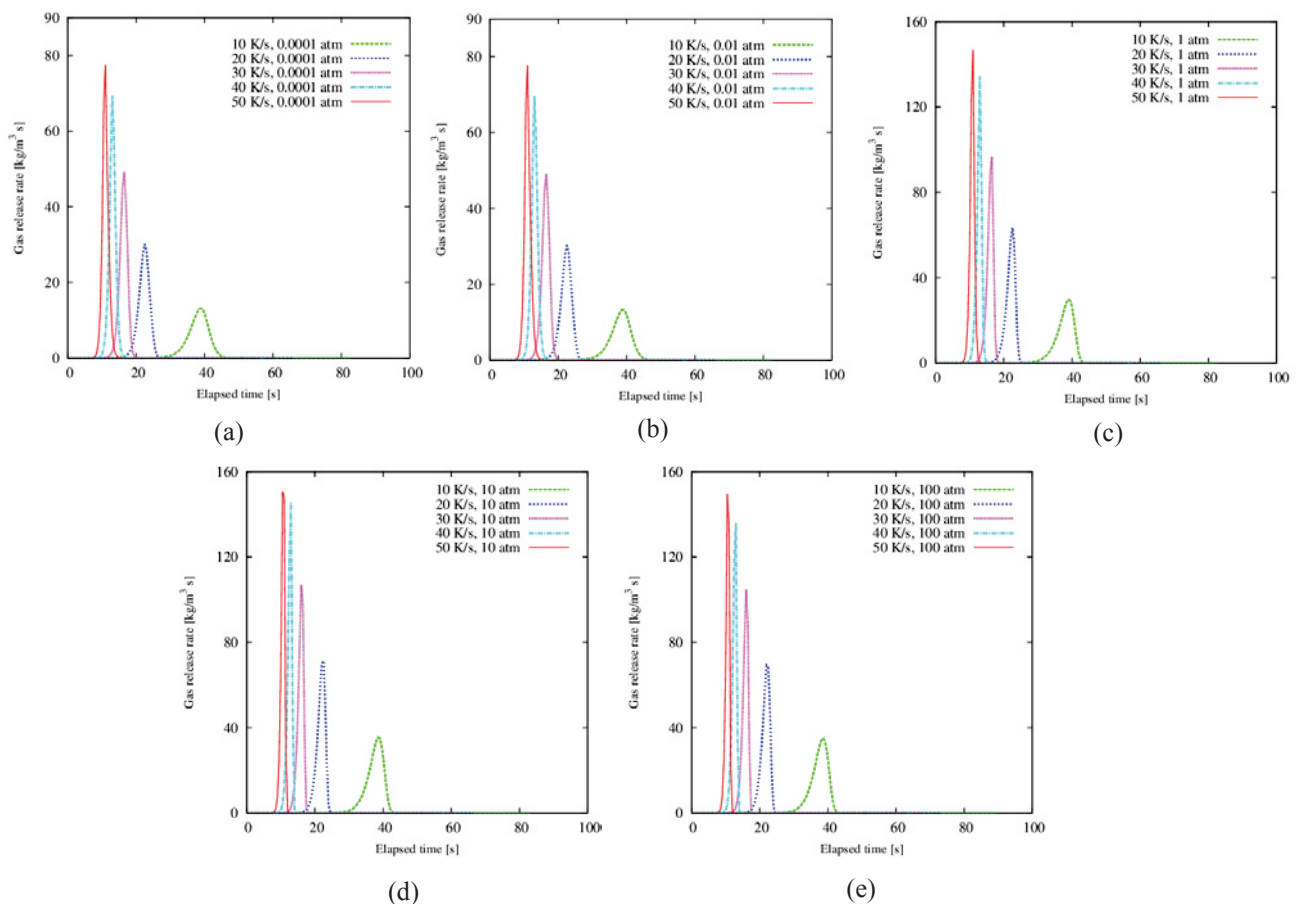 90
80
60
40
20
0
Gas release rate [kg/m³ s]
10 K/s, 0.0001 atm
20 K/s, 0.0001 atm
30 K/s, 0.0001 atm
40 K/s, 0.0001 atm
50 K/s, 0.0001 atm
0 20 40 60 80 100
Elapsed time [s]
(a)
90
80
60
40
20
0
Gas release rate [kg/m³ s]
10 K/s, 0.01 atm
20 K/s, 0.01 atm
30 K/s, 0.01 atm
40 K/s, 0.01 atm
50 K/s, 0.01 atm
0 20 40 60 80 100
Elapsed time [s]
(b)
160
120
80
40
0
Gas release rate [kg/m³ s]
10 K/s, 1 atm
20 K/s, 1 atm
30 K/s, 1 atm
40 K/s, 1 atm
50 K/s, 1 atm
0 20 40 60 80 100
Elapsed time [s]
(c)
160
120
80
40
0
Gas release rate [kg/m³ s]
10 K/s, 10 atm
20 K/s, 10 atm
30 K/s, 10 atm
40 K/s, 10 atm
50 K/s, 10 atm
0 20 40 60 80 100
Elapsed time [s]
(d)
160
120
80
40
0
Gas release rate [kg/m³ s]
10 K/s, 100 atm
20 K/s, 100 atm
30 K/s, 100 atm
40 K/s, 100 atm
50 K/s, 100 atm
0 20 40 60 80 100
Elapsed time [s]
(e)